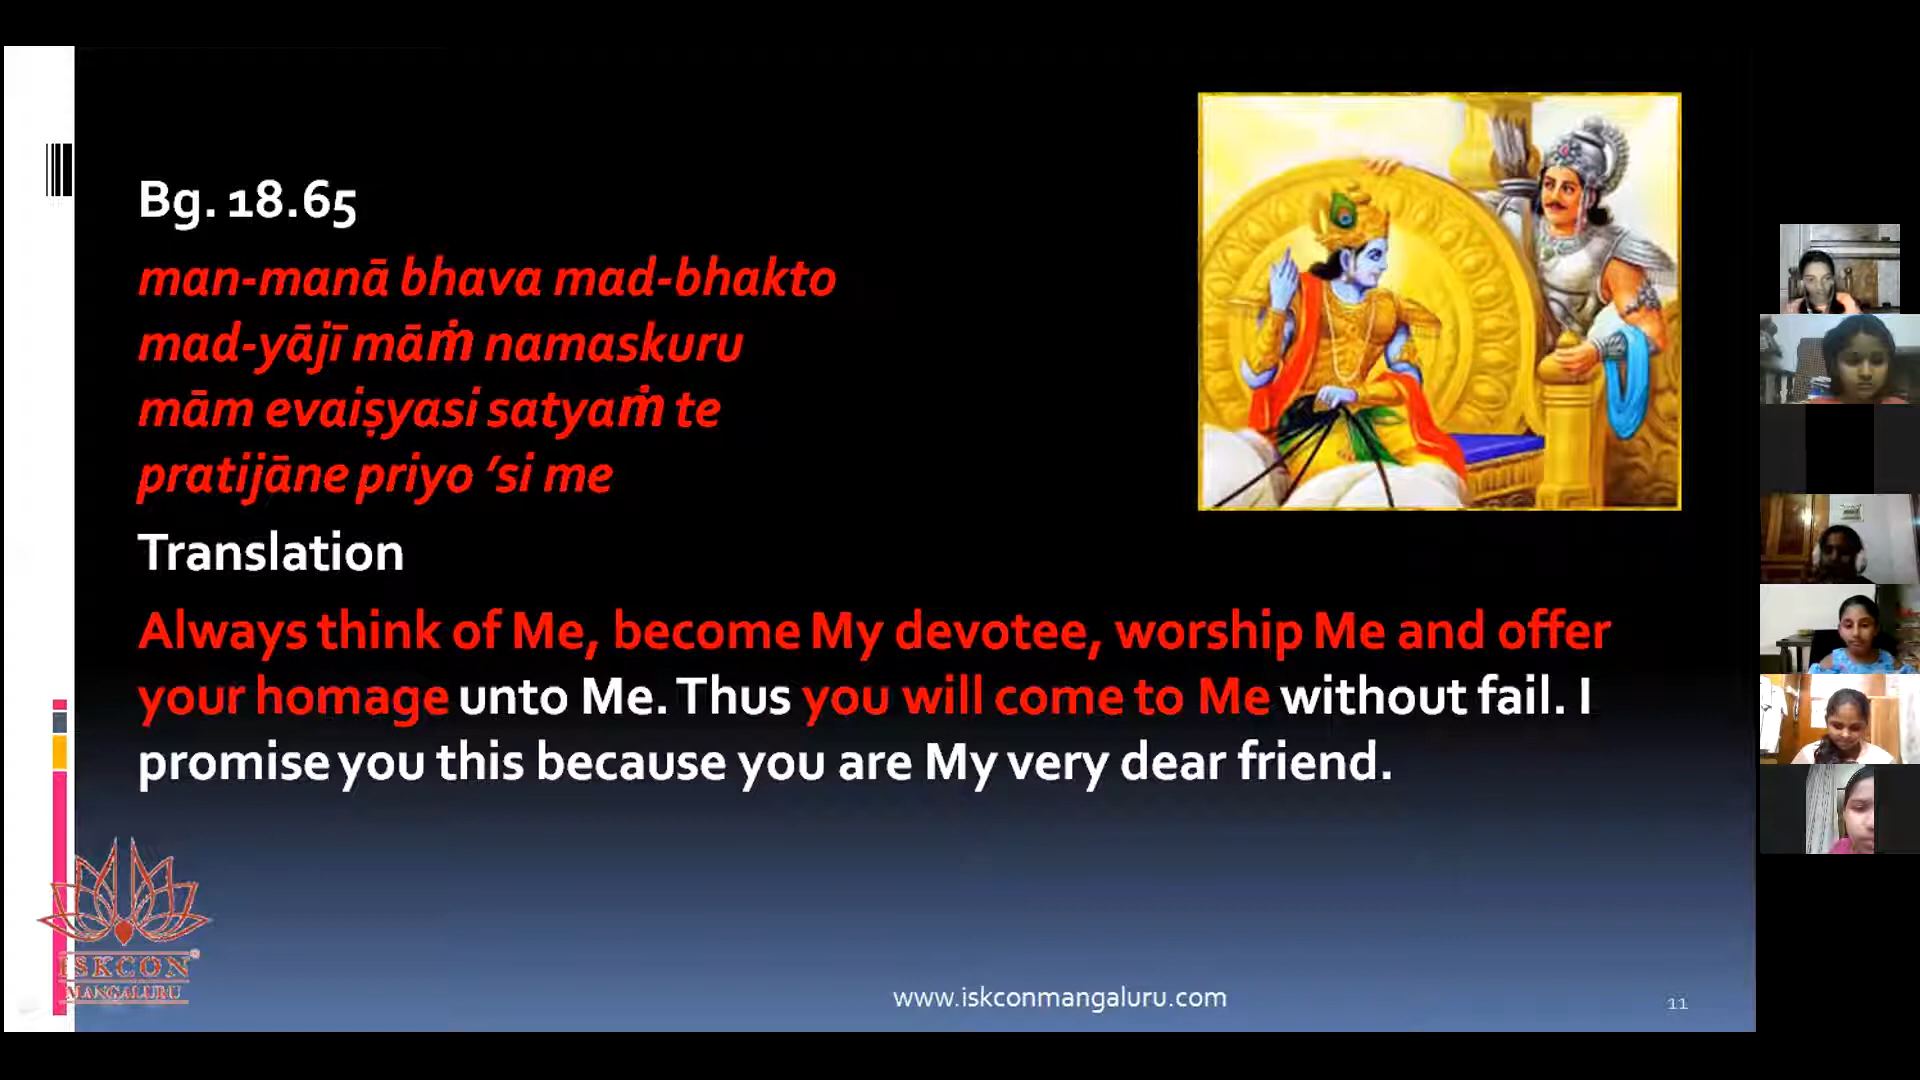 Bg. 18.65
man-manā bhava mad-bhakto
mad-yājī māṁ namaskuru
mām evaiṣyasi satyaṁ te
pratijāne priyo ’si me
Translation
Always think of Me, become My devotee, worship Me and offer
your homage unto Me. Thus you will come to Me without fail. I
promise you this because you are My very dear friend.
ISKCON
MANGALURU
www.iskconmangaluru.com
11